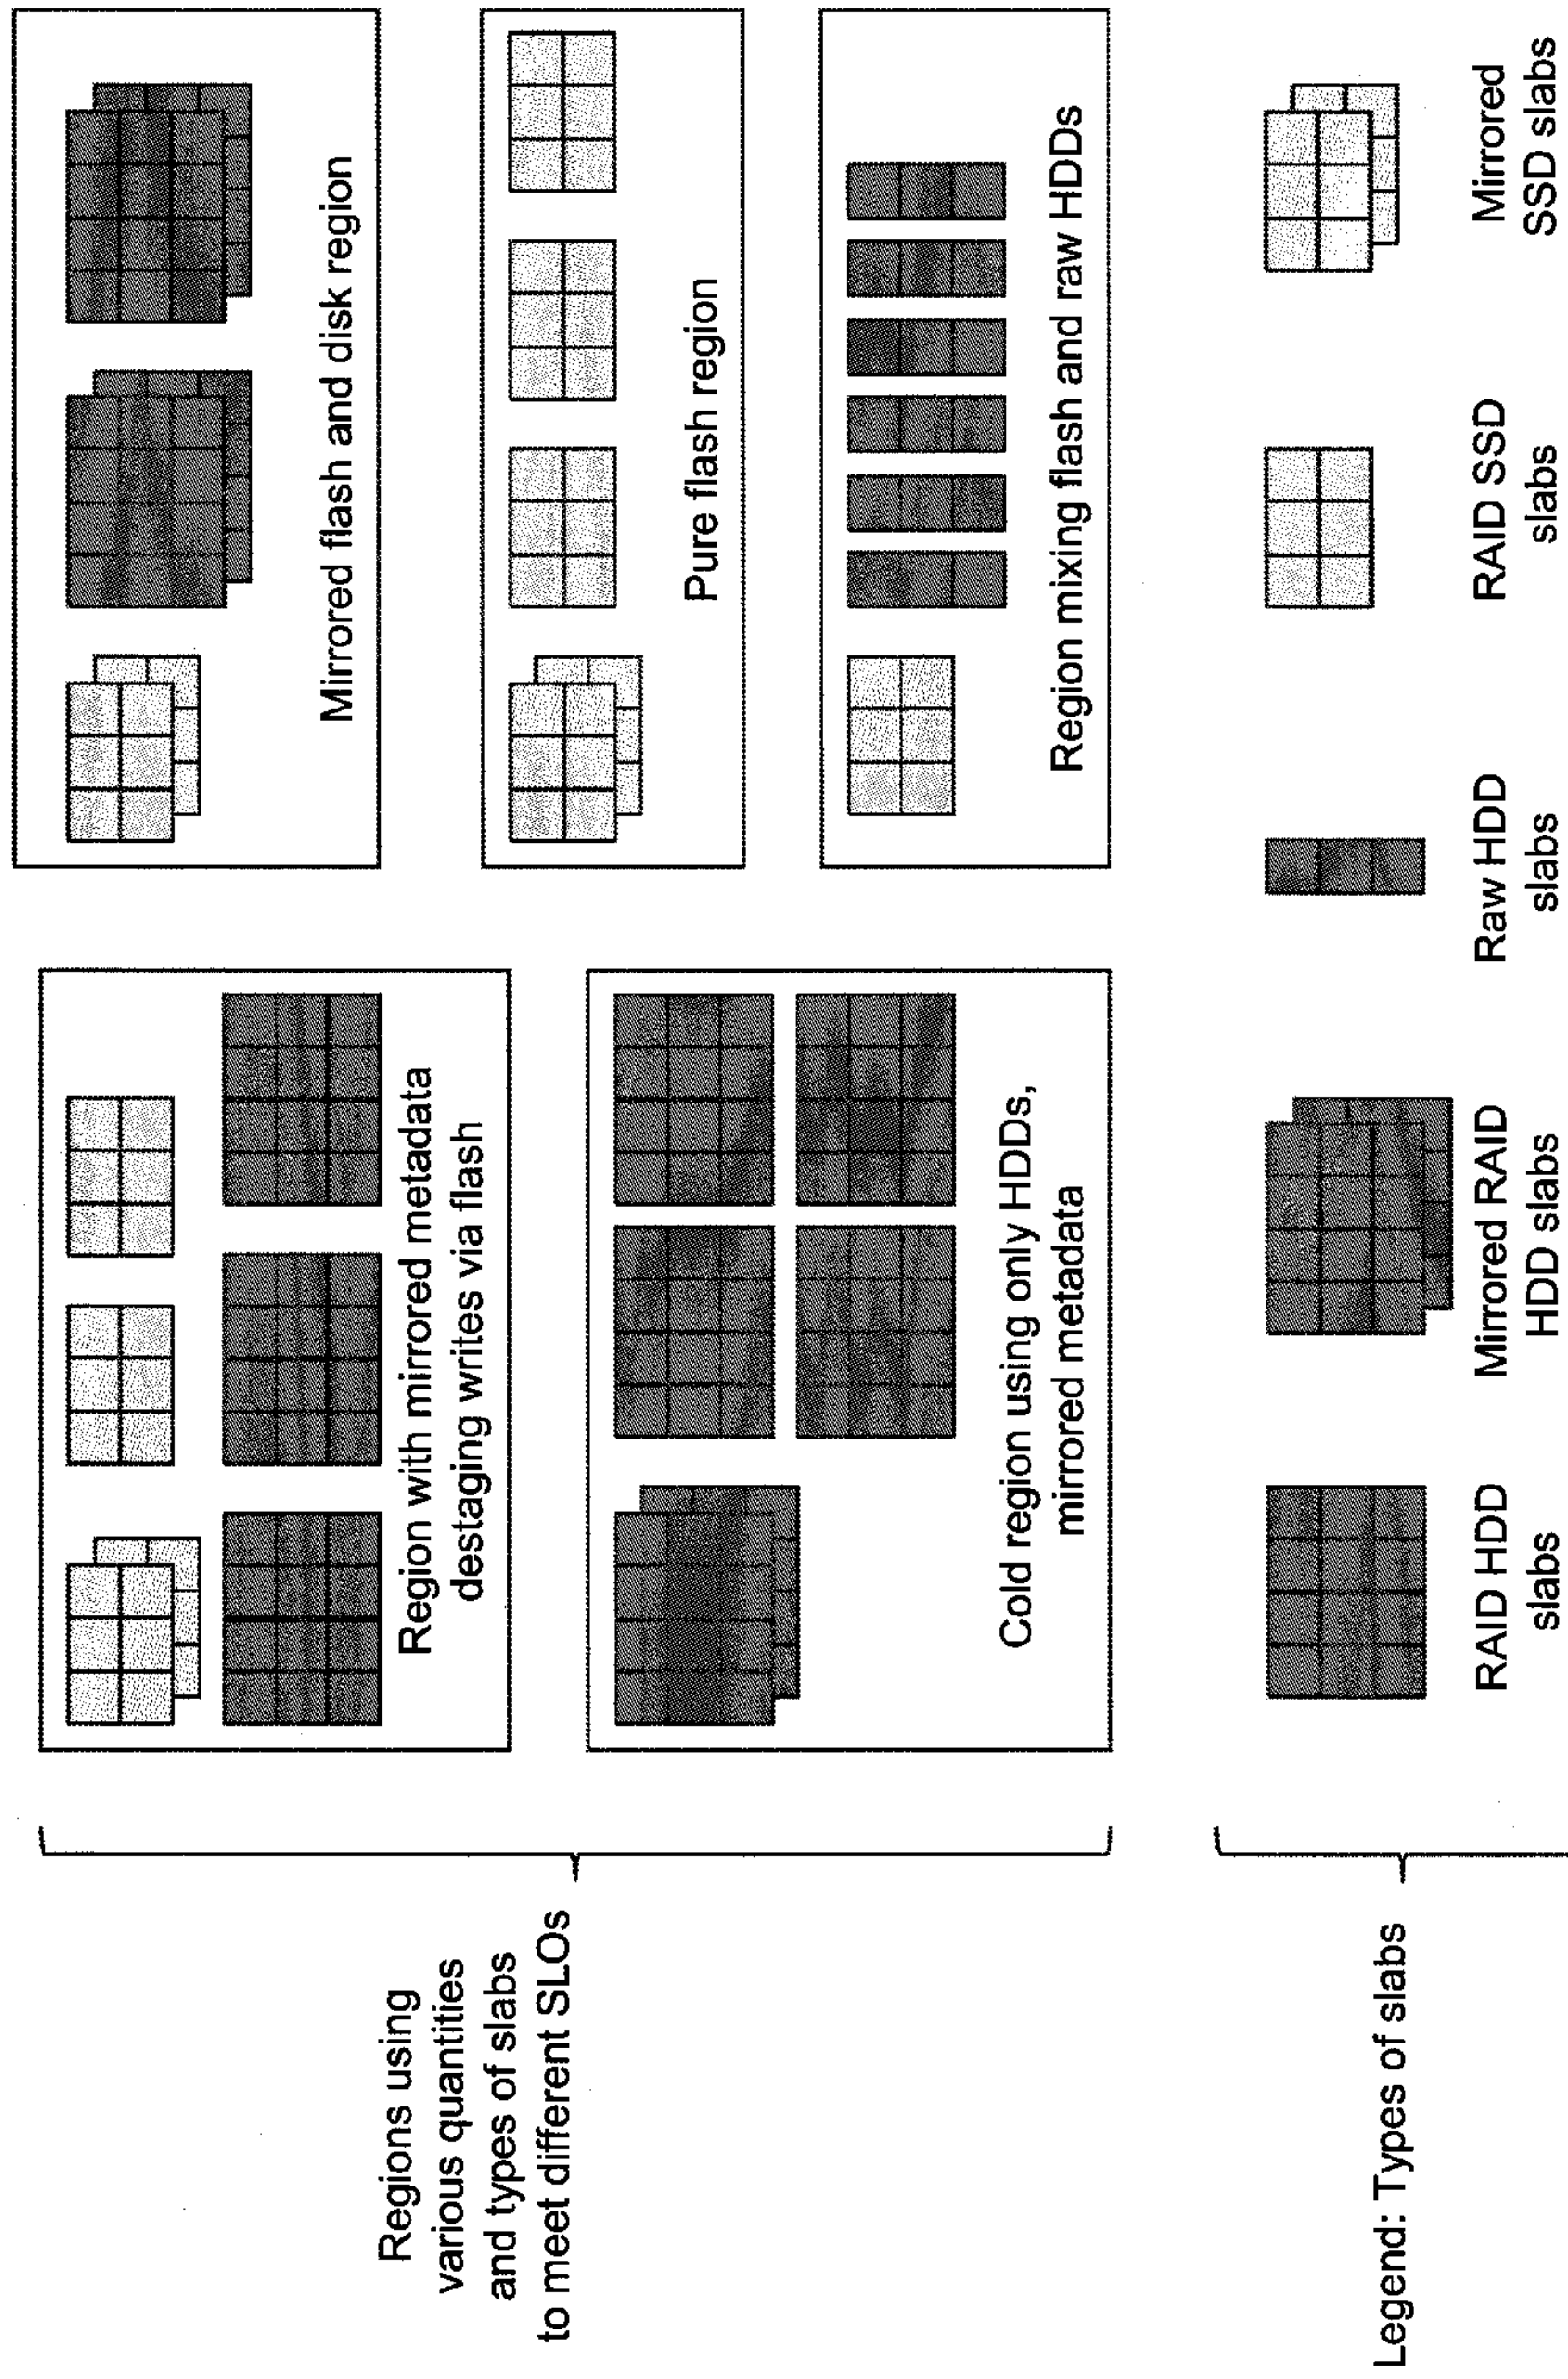 Regions using
various quantities
and types of slabs
to meet different SLOs
Region with mirrored metadata
destaging writes via flash
Cold region using only HDDs,
mirrored metadata
Mirrored flash and disk region
Pure flash region
Region mixing flash and raw HDDs
Legend: Types of slabs
RAID HDD
slabs
Mirrored RAID
HDD slabs
Raw HDD
slabs
RAID SSD
slabs
Mirrored
SSD slabs